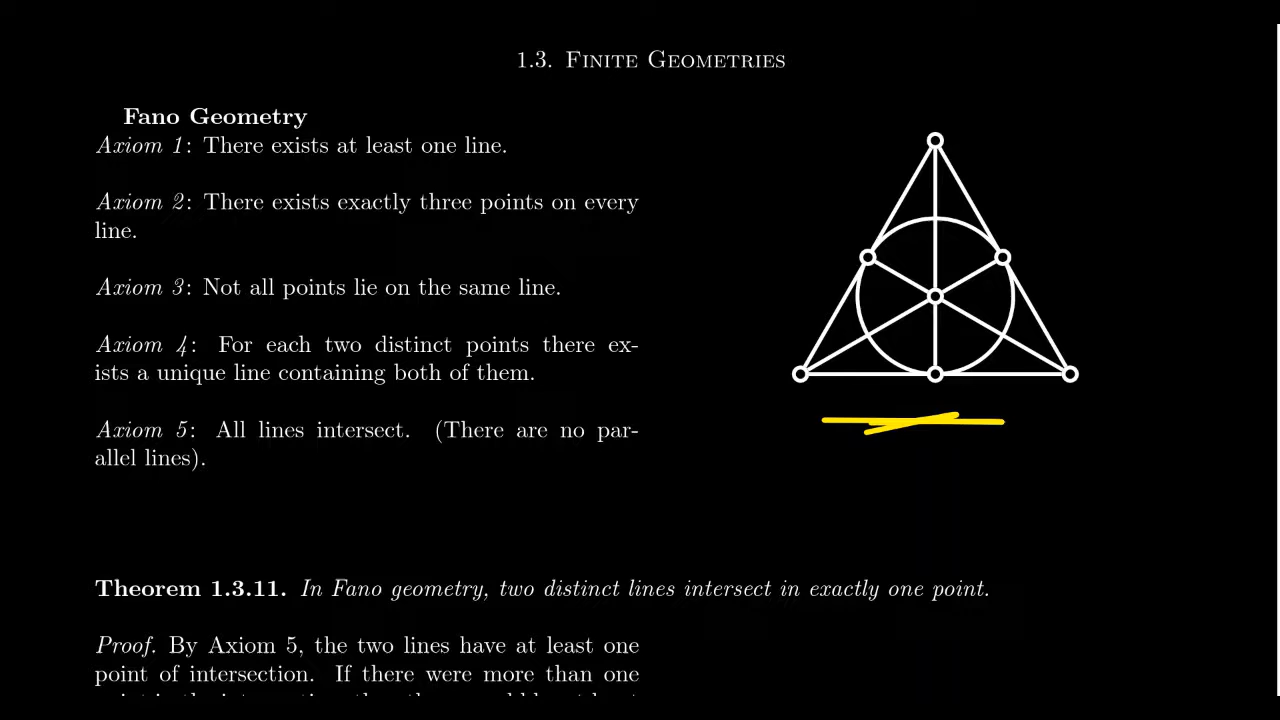 1.3. Finite Geometries
Fano Geometry
Axiom 1: There exists at least one line.
Axiom 2: There exists exactly three points on every
line.
Axiom 3: Not all points lie on the same line.
Axiom 4: For each two distinct points there ex-
ists a unique line containing both of them.
Axiom 5: All lines intersect. (There are no par-
allel lines).
Theorem 1.3.11. In Fano geometry, two distinct lines intersect in exactly one point.
Proof. By Axiom 5, the two lines have at least one
point of intersection. If there were more than one